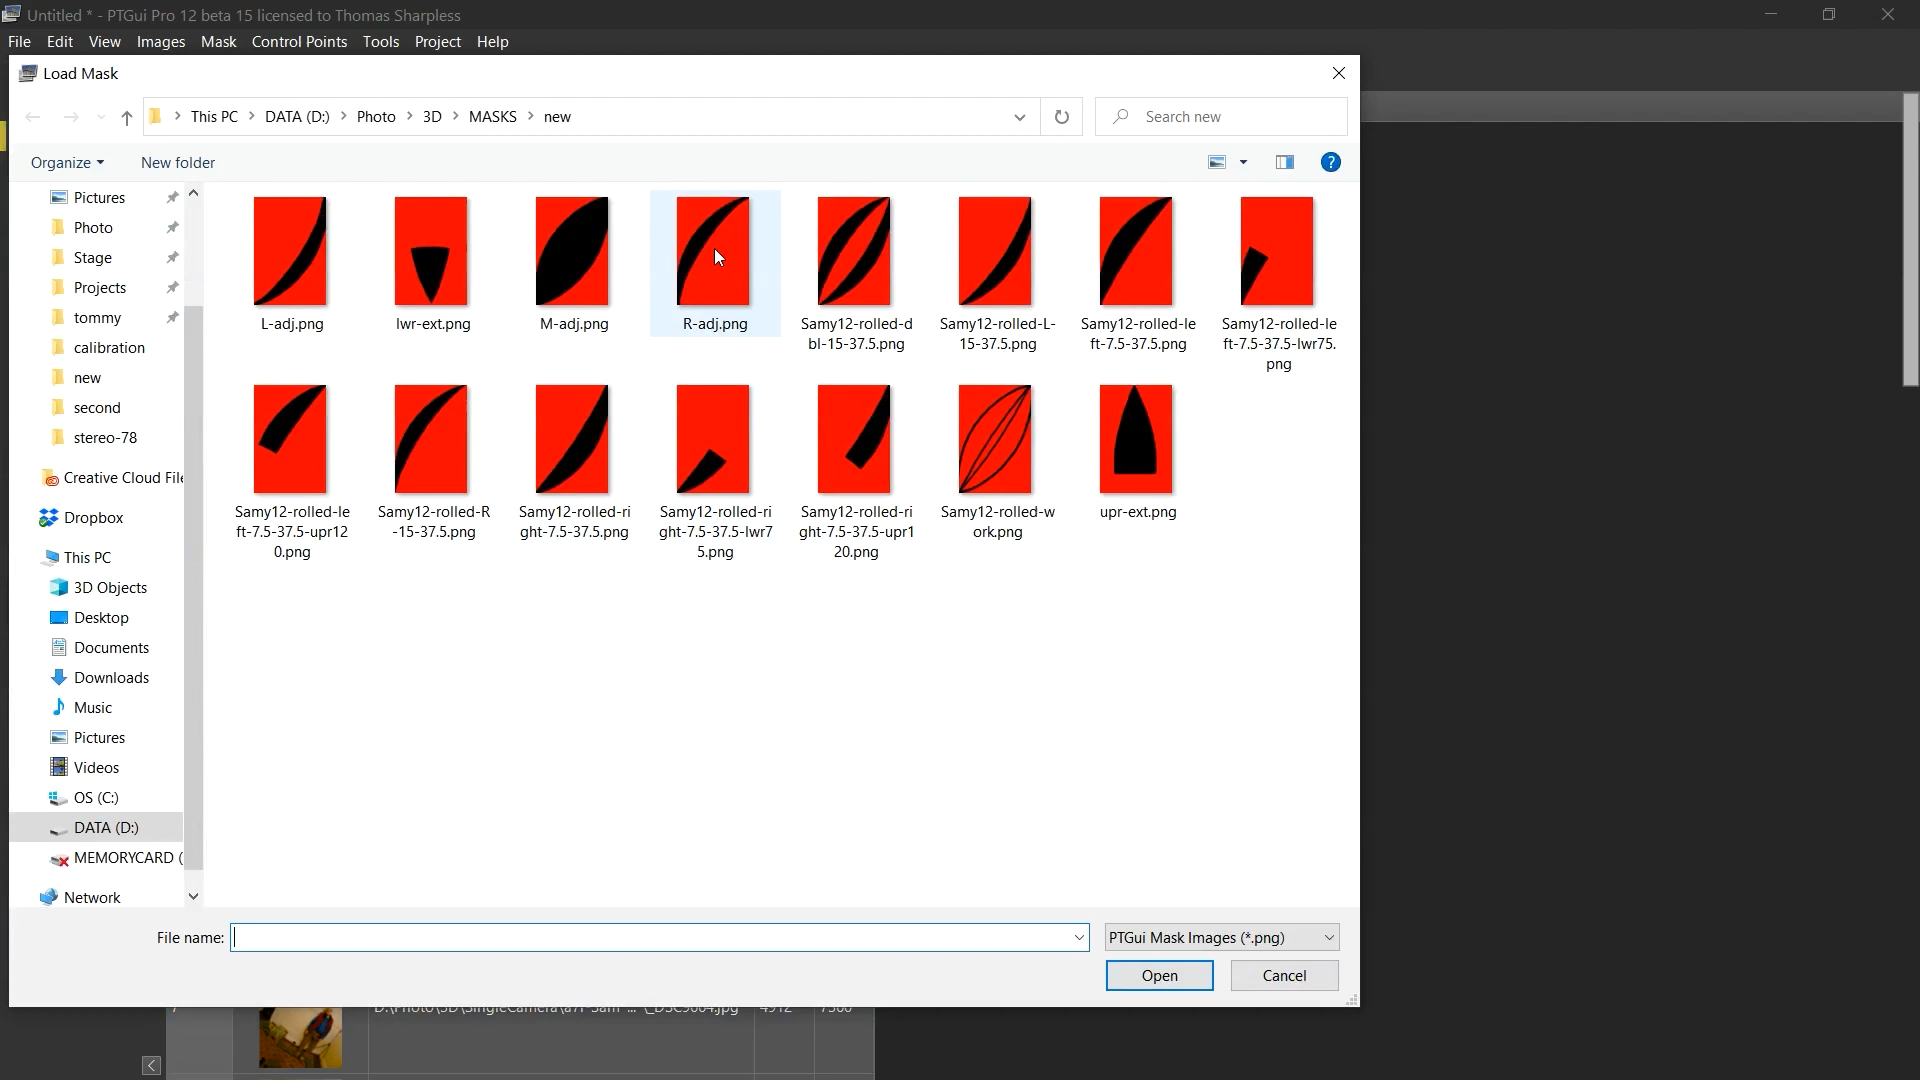 Untitled * - PTGui Pro 12 beta 15 licensed to Thomas Sharpless
File Edit View Images Mask Control Points Tools Project Help
Load Mask
This PC > DATA (D:) > Photo > 3D > MASKS > new
Search new
Organize
New folder
?
Pictures
Photo
Stage
Projects
tommy
calibration
new
second
stereo-78
Creative Cloud File
Dropbox
This PC
3D Objects
Desktop
Documents
Downloads
Music
Pictures
Videos
OS (C:)
DATA (D:)
MEMORYCARD (
Network
L-adj.png
lwr-ext.png
M-adj.png
R-adj.png
Samy12-rolled-d
bl-15-37.5.png
Samy12-rolled-L-
15-37.5.png
Samy12-rolled-le
ft-7.5-37.5.png
Samy12-rolled-le
ft-7.5-37.5-lwr75.
png
Samy12-rolled-le
ft-7.5-37.5-upr12
0.png
Samy12-rolled-R
-15-37.5.png
Samy12-rolled-ri
ght-7.5-37.5.png
Samy12-rolled-ri
ght-7.5-37.5-lwr7
5.png
Samy12-rolled-ri
ght-7.5-37.5-upr1
20.png
Samy12-rolled-w
ork.png
upr-ext.png
File name:
PTGui Mask Images (*.png)
Open
Cancel